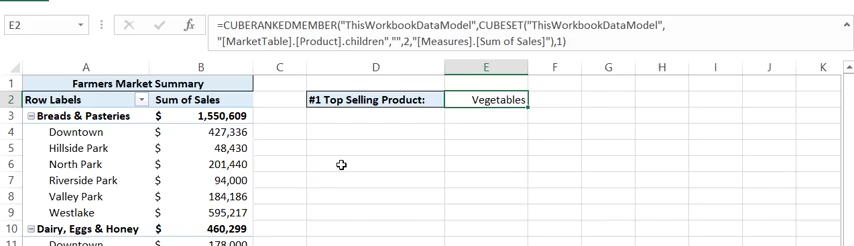 E2
fx
=CUBERANKEDMEMBER("ThisWorkbookDataModel",CUBESET("ThisWorkbookDataModel",
"[MarketTable].[Product].children","",2,"[Measures].[Sum of Sales]"),1)
A B C D E F G H I J K
1 Farmers Market Summary
2 Row Labels Sum of Sales #1 Top Selling Product: Vegetables
3 Breads & Pastries $ 1,550,609
4 Downtown $ 427,336
5 Hillside Park $ 48,430
6 North Park $ 201,440
7 Riverside Park $ 94,000
8 Valley Park $ 184,186
9 Westlake $ 595,217
10 Dairy, Eggs & Honey $ 460,299
11 Downtown $ 178,000